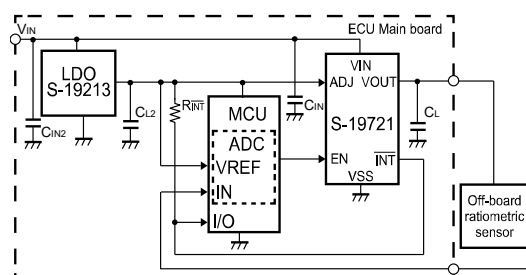 VIN
ECU Main board
LDO
S-19213
CIN2
CL2
RINT
MCU
ADC
VREF
IN
I/O
CIN
VIN
ADJ VOUT
S-19721
EN INT
VSS
CL
Off-board
ratiometric
sensor